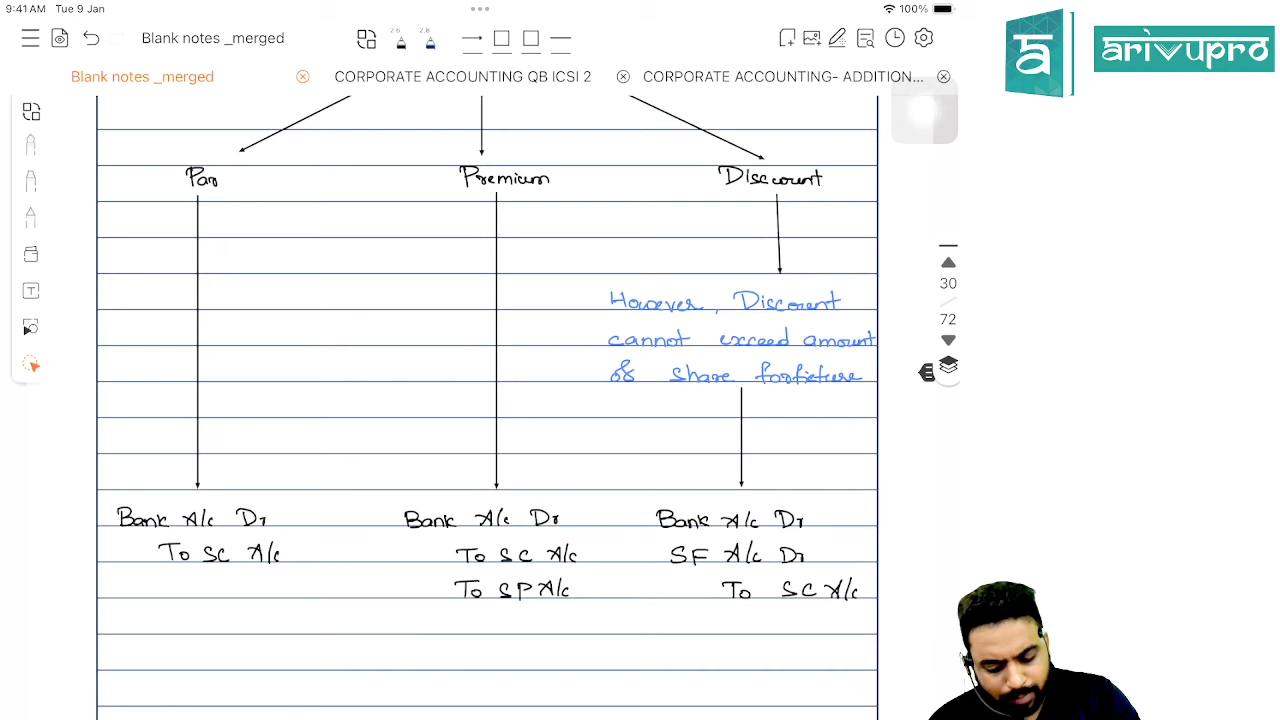 9:41 AM Tue 9 Jan
100%
Blank notes _merged
Blank notes _merged
CORPORATE ACCOUNTING QB ICSI 2
CORPORATE ACCOUNTING- ADDITION...
arivupro
Par
Premium
Discount
However, Discount
cannot exceed amount
of share forfieture
30
72
Bank A/c Dr
To SC A/c
Bank A/c Dr
To SC A/c
To SP A/c
Bank A/c Dr
SF A/c Dr
To SC A/c